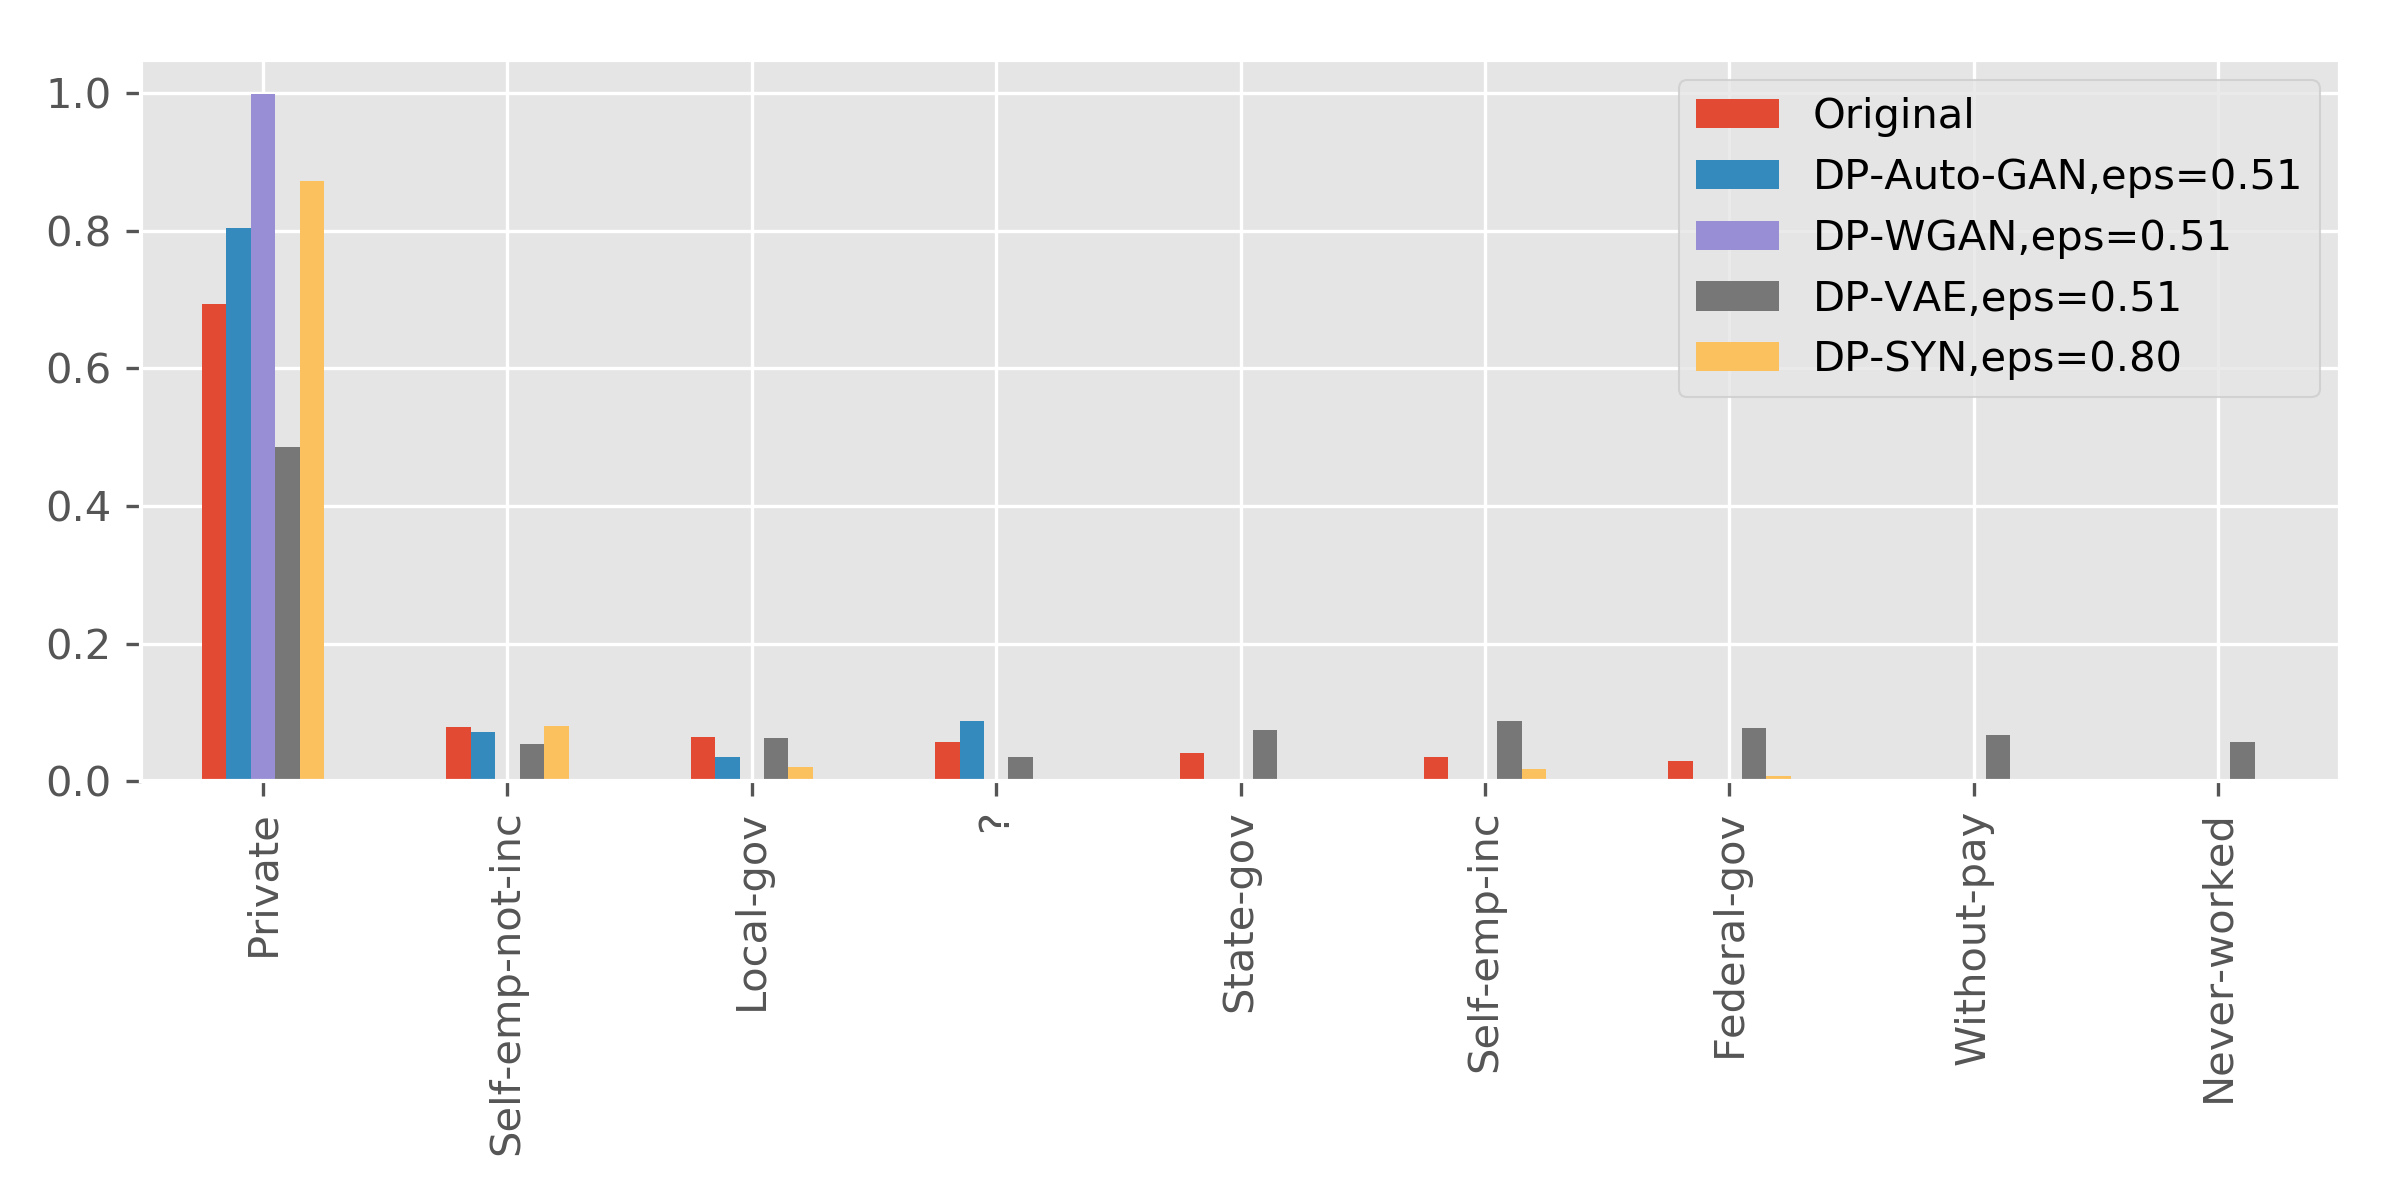 1.0
0.8
0.6
0.4
0.2
0.0
Original
DP-Auto-GAN,eps=0.51
DP-WGAN,eps=0.51
DP-VAE,eps=0.51
DP-SYN,eps=0.80
Private
Self-emp-not-inc
Local-gov
?
State-gov
Self-emp-inc
Federal-gov
Without-pay
Never-worked